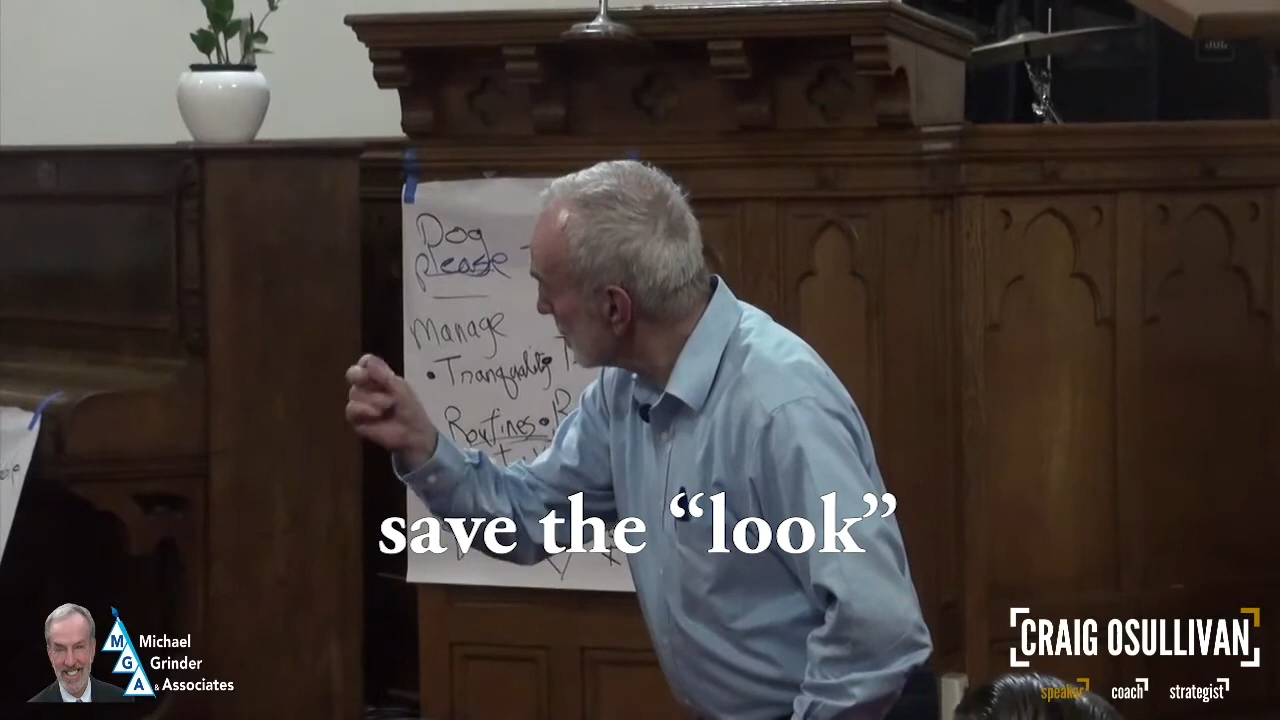 Dog
please
Manage
• Tranquility
Routines •
save the “look”
M
G
A
Michael
Grinder
& Associates
CRAIG OSULLIVAN
speaker
coach
strategist